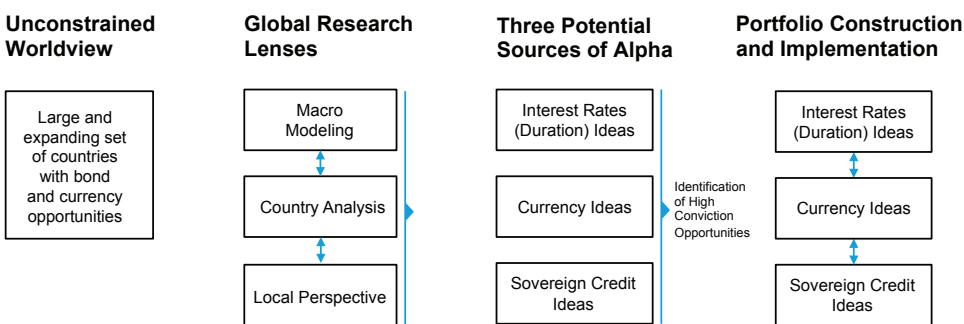 Unconstrained
Worldview
Global Research
Lenses
Three Potential
Sources of Alpha
Portfolio Construction
and Implementation
Large and
expanding set
of countries
with bond
and currency
opportunities
Macro
Modeling
Country Analysis
Local Perspective
Interest Rates
(Duration) Ideas
Currency Ideas
Sovereign Credit
Ideas
Identification
of High
Conviction
Opportunities
Interest Rates
(Duration) Ideas
Currency Ideas
Sovereign Credit
Ideas